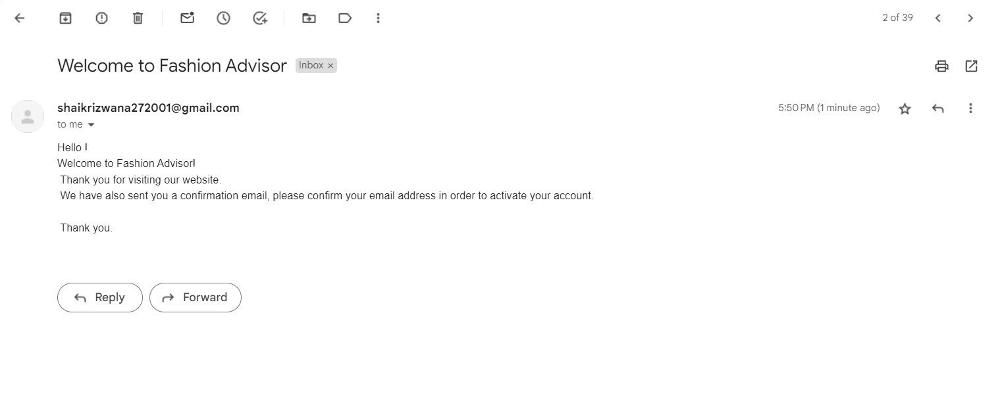 2 of 39
Welcome to Fashion Advisor Inbox ×
shaikrizwana272001@gmail.com 5:50 PM (1 minute ago)
to me
Hello !
Welcome to Fashion Advisor!
Thank you for visiting our website.
We have also sent you a confirmation email, please confirm your email address in order to activate your account.
Thank you.
Reply Forward